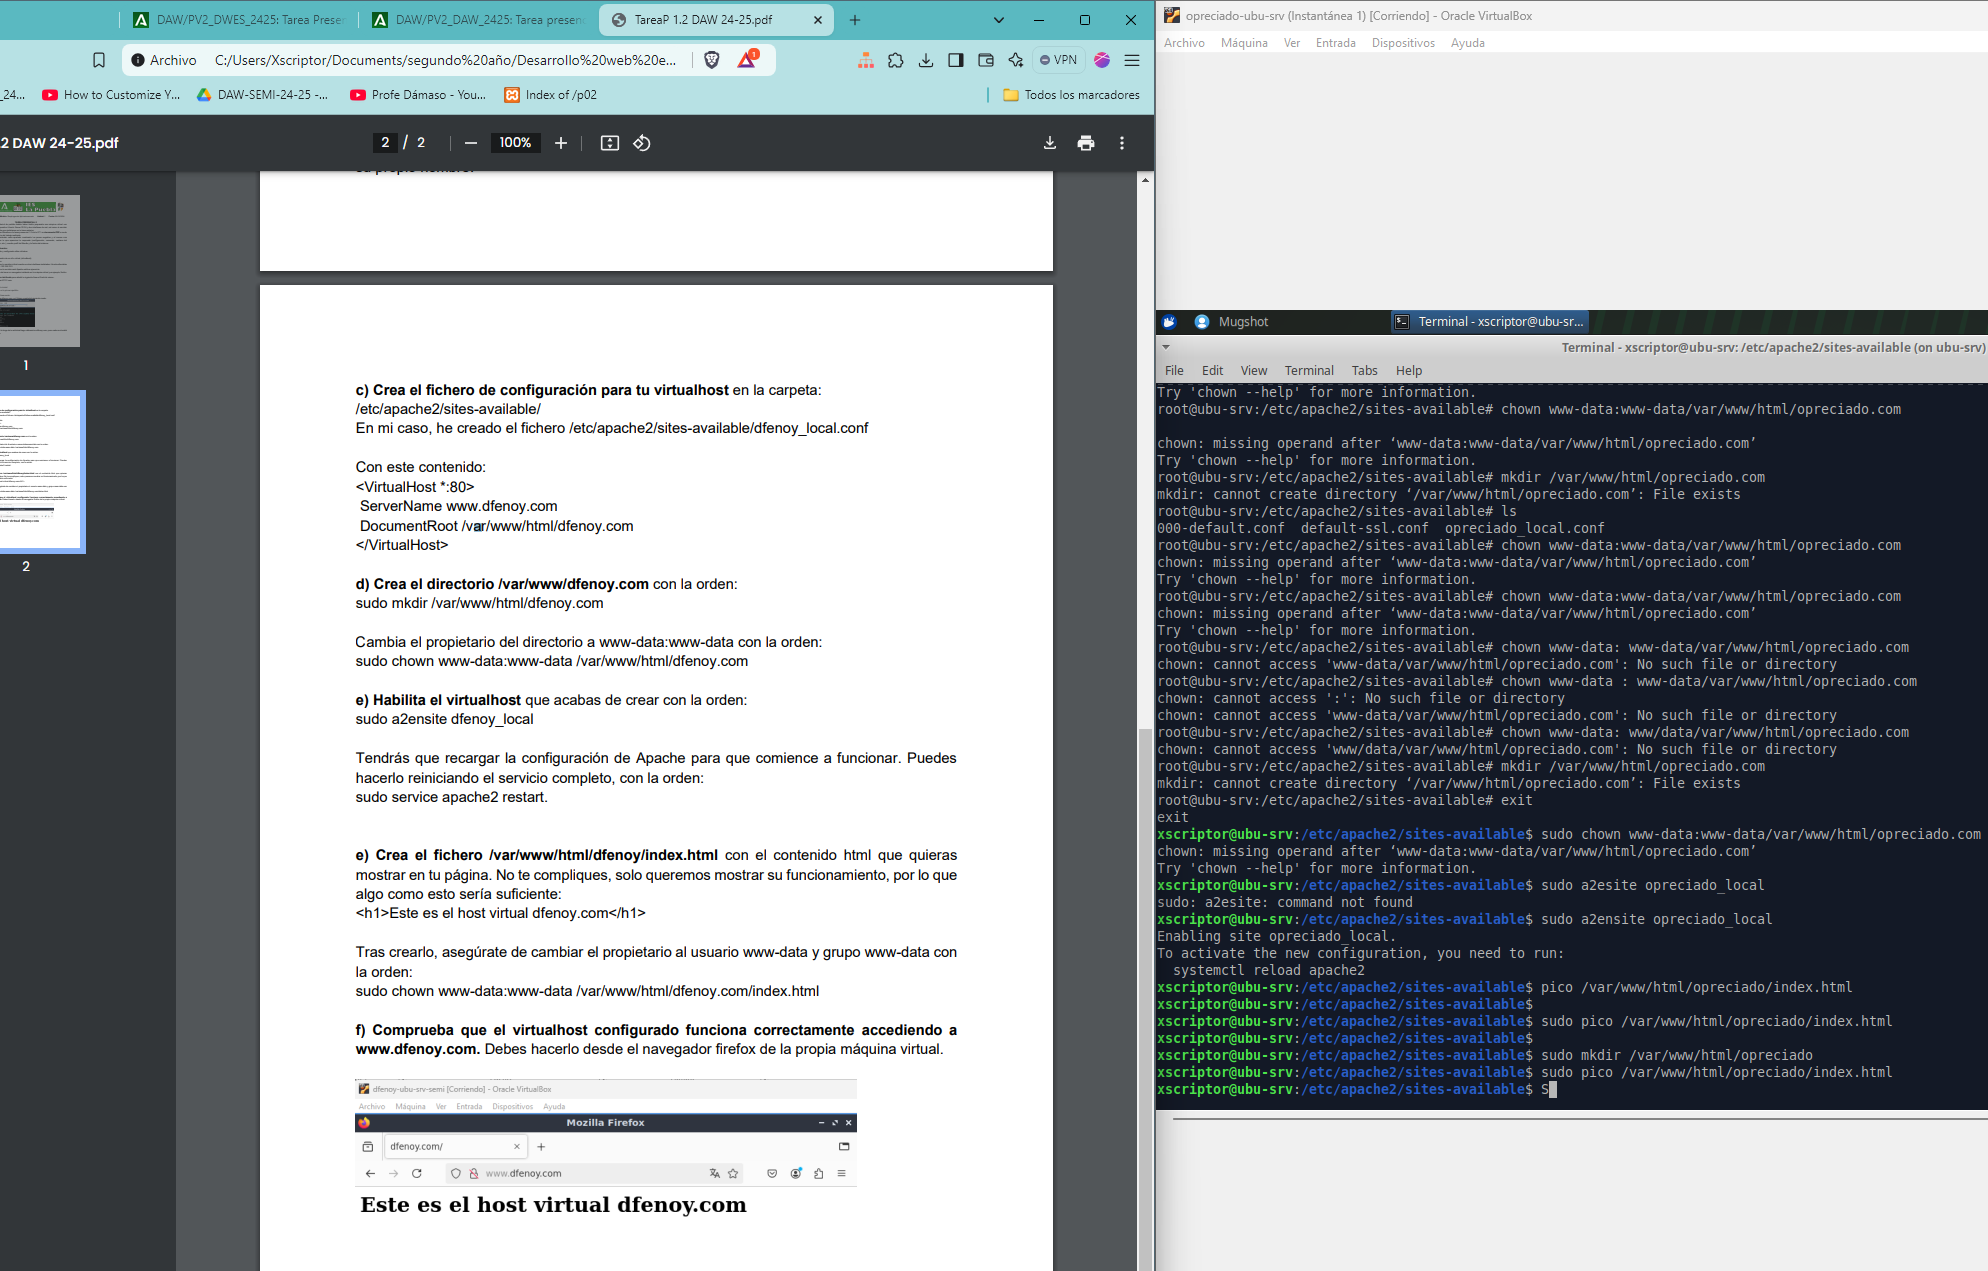 DAW/PV2_DWES_2425: Tarea Prese
DAW/PV2_DAW_2425: Tarea presenc
TareaP 1.2 DAW 24-25.pdf
Archivo C:/Users/Xscriptor/Documents/segundo%20año/Desarrollo%20web%20e...
1
VPN
_24...
How to Customize Y...
DAW-SEMI-24-25 -...
Profe Dámaso - You...
Index of /p02
Todos los marcadores
.2 DAW 24-25.pdf
2 / 2
100%
1
2
c) Crea el fichero de configuración para tu virtualhost en la carpeta:
/etc/apache2/sites-available/
En mi caso, he creado el fichero /etc/apache2/sites-available/dfenoy_local.conf
Con este contenido:
<VirtualHost *:80>
ServerName www.dfenoy.com
DocumentRoot /var/www/html/dfenoy.com
</VirtualHost>
d) Crea el directorio /var/www/dfenoy.com con la orden:
sudo mkdir /var/www/html/dfenoy.com
Cambia el propietario del directorio a www-data:www-data con la orden:
sudo chown www-data:www-data /var/www/html/dfenoy.com
e) Habilita el virtualhost que acabas de crear con la orden:
sudo a2ensite dfenoy_local
Tendrás que recargar la configuración de Apache para que comience a funcionar. Puedes
hacerlo reiniciando el servicio completo, con la orden:
sudo service apache2 restart.
e) Crea el fichero /var/www/html/dfenoy/index.html con el contenido html que quieras
mostrar en tu página. No te compliques, solo queremos mostrar su funcionamiento, por lo que
algo como esto sería suficiente:
<h1>Este es el host virtual dfenoy.com</h1>
Tras crearlo, asegúrate de cambiar el propietario al usuario www-data y grupo www-data con
la orden:
sudo chown www-data:www-data /var/www/html/dfenoy.com/index.html
f) Comprueba que el virtualhost configurado funciona correctamente accediendo a
www.dfenoy.com. Debes hacerlo desde el navegador firefox de la propia máquina virtual.
dfenoy-ubu-srv-semi [Corriendo] - Oracle VirtualBox
Archivo Máquina Ver Entrada Dispositivos Ayuda
Mozilla Firefox
dfenoy.com/
www.dfenoy.com
Este es el host virtual dfenoy.com
opreciado-ubu-srv (Instantánea 1) [Corriendo] - Oracle VirtualBox
Archivo Máquina Ver Entrada Dispositivos Ayuda
Mugshot
Terminal - xscriptor@ubu-sr...
Terminal - xscriptor@ubu-srv: /etc/apache2/sites-available (on ubu-srv)
File Edit View Terminal Tabs Help
Try 'chown --help' for more information.
root@ubu-srv:/etc/apache2/sites-available# chown www-data:www-data/var/www/html/opreciado.com
chown: missing operand after ‘www-data:www-data/var/www/html/opreciado.com’
Try 'chown --help' for more information.
root@ubu-srv:/etc/apache2/sites-available# mkdir /var/www/html/opreciado.com
mkdir: cannot create directory ‘/var/www/html/opreciado.com’: File exists
root@ubu-srv:/etc/apache2/sites-available# ls
000-default.conf default-ssl.conf opreciado_local.conf
root@ubu-srv:/etc/apache2/sites-available# chown www-data:www-data/var/www/html/opreciado.com
chown: missing operand after ‘www-data:www-data/var/www/html/opreciado.com’
Try 'chown --help' for more information.
root@ubu-srv:/etc/apache2/sites-available# chown www-data:www-data/var/www/html/opreciado.com
chown: missing operand after ‘www-data:www-data/var/www/html/opreciado.com’
Try 'chown --help' for more information.
root@ubu-srv:/etc/apache2/sites-available# chown www-data: www-data/var/www/html/opreciado.com
chown: cannot access 'www-data/var/www/html/opreciado.com': No such file or directory
root@ubu-srv:/etc/apache2/sites-available# chown www-data : www-data/var/www/html/opreciado.com
chown: cannot access ':': No such file or directory
chown: cannot access 'www-data/var/www/html/opreciado.com': No such file or directory
root@ubu-srv:/etc/apache2/sites-available# chown www-data: www/data/var/www/html/opreciado.com
chown: cannot access 'www/data/var/www/html/opreciado.com': No such file or directory
root@ubu-srv:/etc/apache2/sites-available# mkdir /var/www/html/opreciado.com
mkdir: cannot create directory ‘/var/www/html/opreciado.com’: File exists
root@ubu-srv:/etc/apache2/sites-available# exit
exit
xscriptor@ubu-srv:/etc/apache2/sites-available$ sudo chown www-data:www-data/var/www/html/opreciado.com
chown: missing operand after ‘www-data:www-data/var/www/html/opreciado.com’
Try 'chown --help' for more information.
xscriptor@ubu-srv:/etc/apache2/sites-available$ sudo a2esite opreciado_local
sudo: a2esite: command not found
xscriptor@ubu-srv:/etc/apache2/sites-available$ sudo a2ensite opreciado_local
Enabling site opreciado_local.
To activate the new configuration, you need to run:
systemctl reload apache2
xscriptor@ubu-srv:/etc/apache2/sites-available$ pico /var/www/html/opreciado/index.html
xscriptor@ubu-srv:/etc/apache2/sites-available$
xscriptor@ubu-srv:/etc/apache2/sites-available$ sudo pico /var/www/html/opreciado/index.html
xscriptor@ubu-srv:/etc/apache2/sites-available$
xscriptor@ubu-srv:/etc/apache2/sites-available$ sudo mkdir /var/www/html/opreciado
xscriptor@ubu-srv:/etc/apache2/sites-available$ sudo pico /var/www/html/opreciado/index.html
xscriptor@ubu-srv:/etc/apache2/sites-available$ S